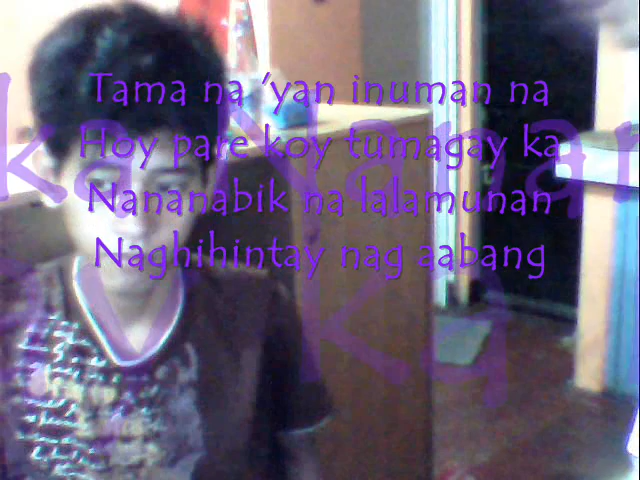 Tama na 'yan inuman na
Hoy pare koy tumagay ka
Nananabik na lalamunan
Naghihintay nag aabang